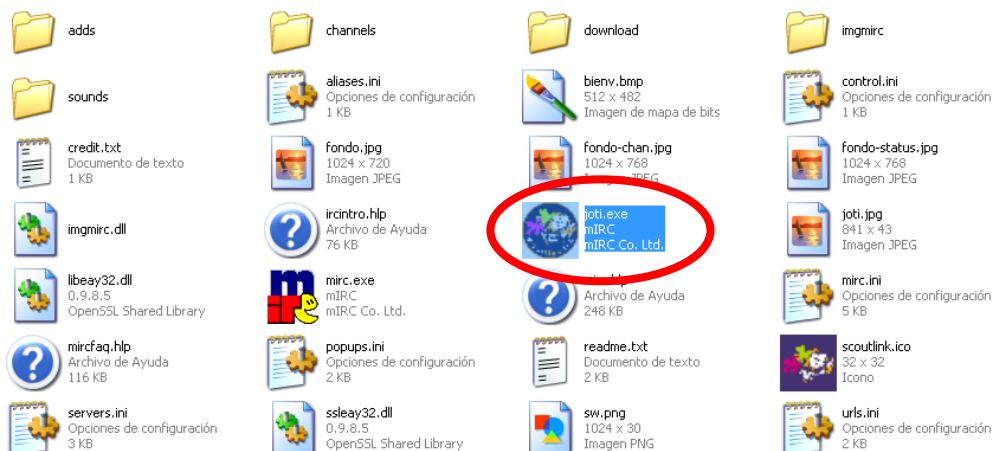 adds
channels
download
imgmirc
sounds
aliases.ini
Opciones de configuración
1 KB
bienv.bmp
512 x 482
Imagen de mapa de bits
control.ini
Opciones de configuración
1 KB
credit.txt
Documento de texto
1 KB
fondo.jpg
1024 x 720
Imagen JPEG
fondo-chan.jpg
1024 x 768
JPEG
fondo-status.jpg
1024 x 768
Imagen JPEG
imgmirc.dll
ircintro.hlp
Archivo de Ayuda
76 KB
joti.exe
mIRC
mIRC Co. Ltd.
joti.jpg
841 x 43
Imagen JPEG
libeay32.dll
0.9.8.5
OpenSSL Shared Library
mirc.exe
mIRC
mIRC Co. Ltd.
Archivo de Ayuda
248 KB
mirc.ini
Opciones de configuración
5 KB
mircfaq.hlp
Archivo de Ayuda
116 KB
popups.ini
Opciones de configuración
2 KB
readme.txt
Documento de texto
2 KB
scoutlink.ico
32 x 32
Icono
servers.ini
Opciones de configuración
3 KB
ssleay32.dll
0.9.8.5
OpenSSL Shared Library
sw.png
1024 x 30
Imagen PNG
urls.ini
Opciones de configuración
2 KB